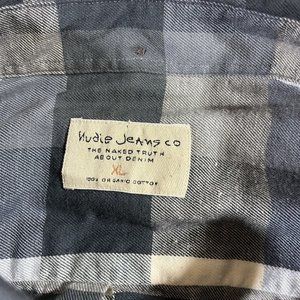 Nudie Jeans co
THE NAKED TRUTH
ABOUT DENIM
XL
100% ORGANIC COTTON